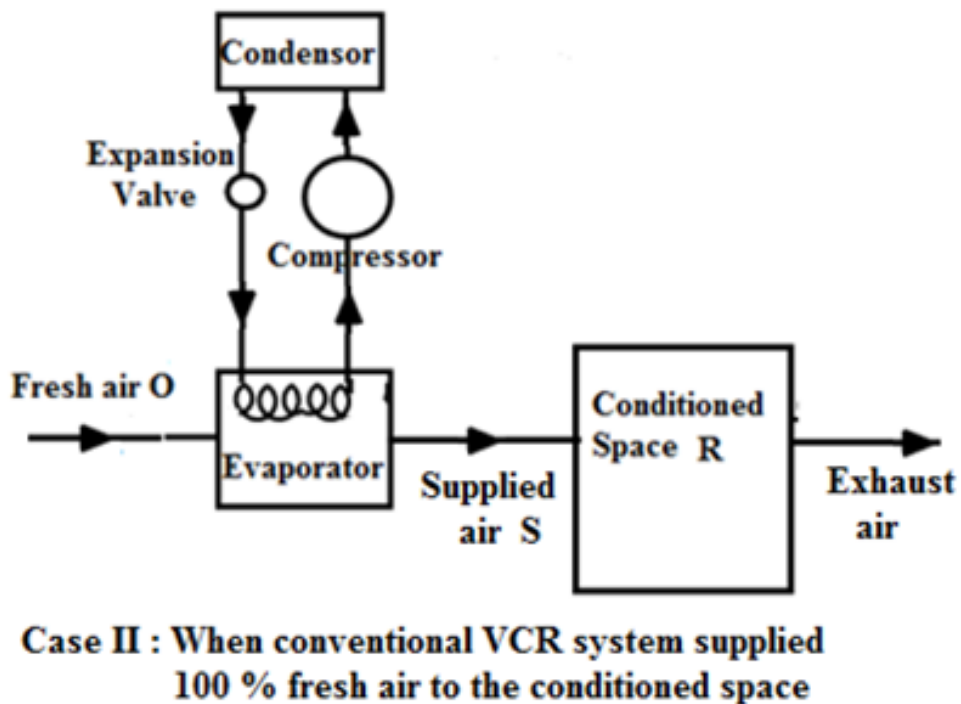 Condensor
Expansion
Valve
Compressor
Fresh air O
Evaporator
Supplied
air S
Conditioned
Space R
Exhaust
air
Case II : When conventional VCR system supplied
100 % fresh air to the conditioned space